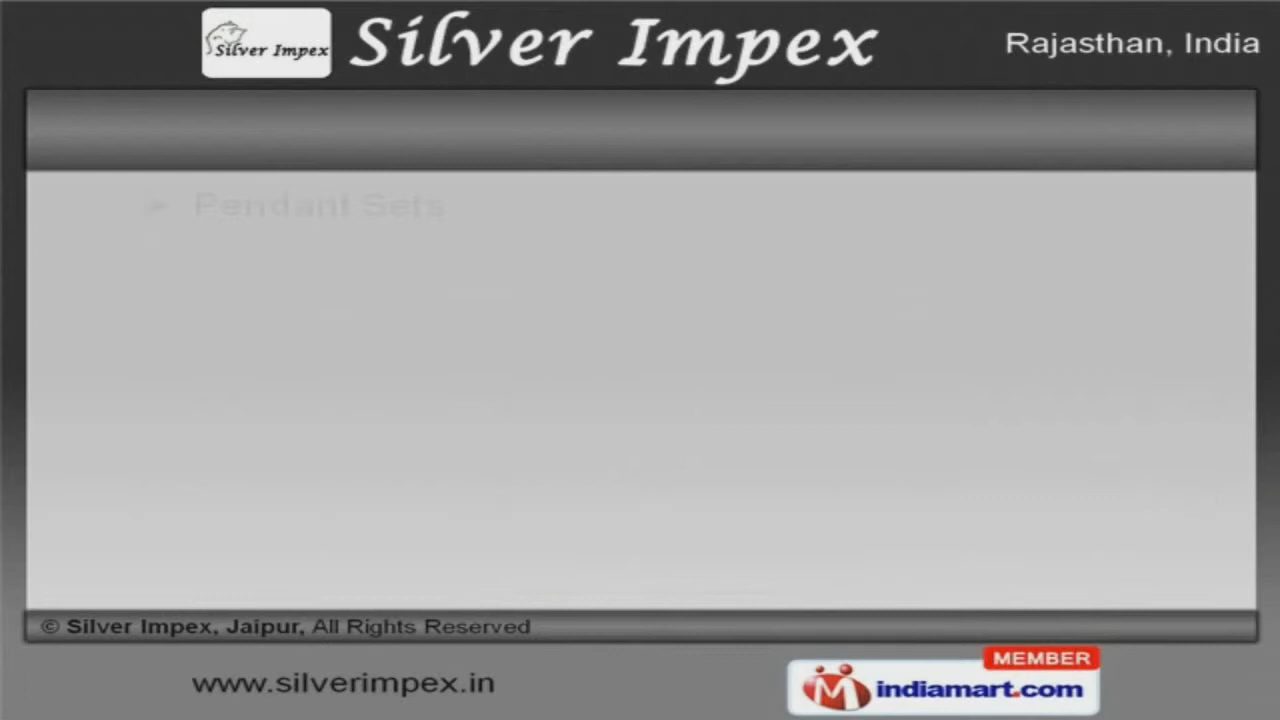 Silver Impex
Silver Impex
Rajasthan, India
► Pendant Sets
© Silver Impex, Jaipur, All Rights Reserved
www.silverimpex.in
MEMBER
indiamart.com